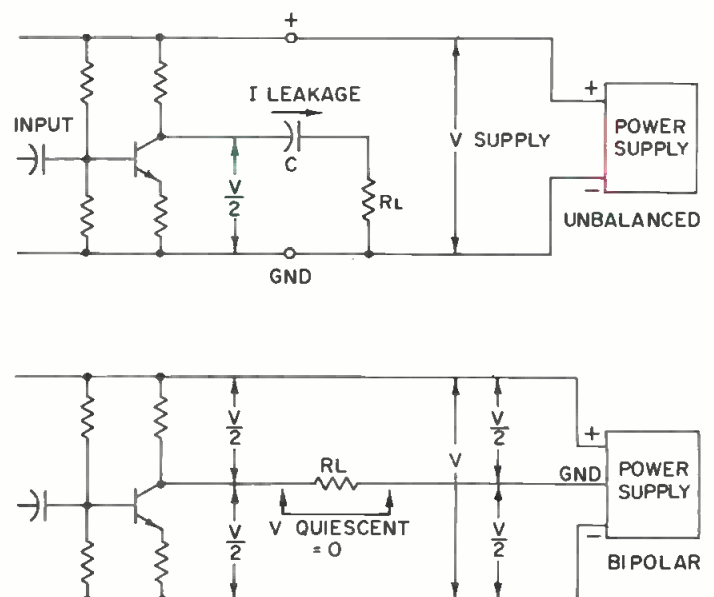 +
I LEAKAGE
INPUT
C
V/2
RL
V SUPPLY
+
POWER
SUPPLY
−
UNBALANCED
GND
V/2
RL
V QUIESCENT
= 0
V/2
V
V/2
V/2
+
GND
POWER
SUPPLY
−
BIPOLAR